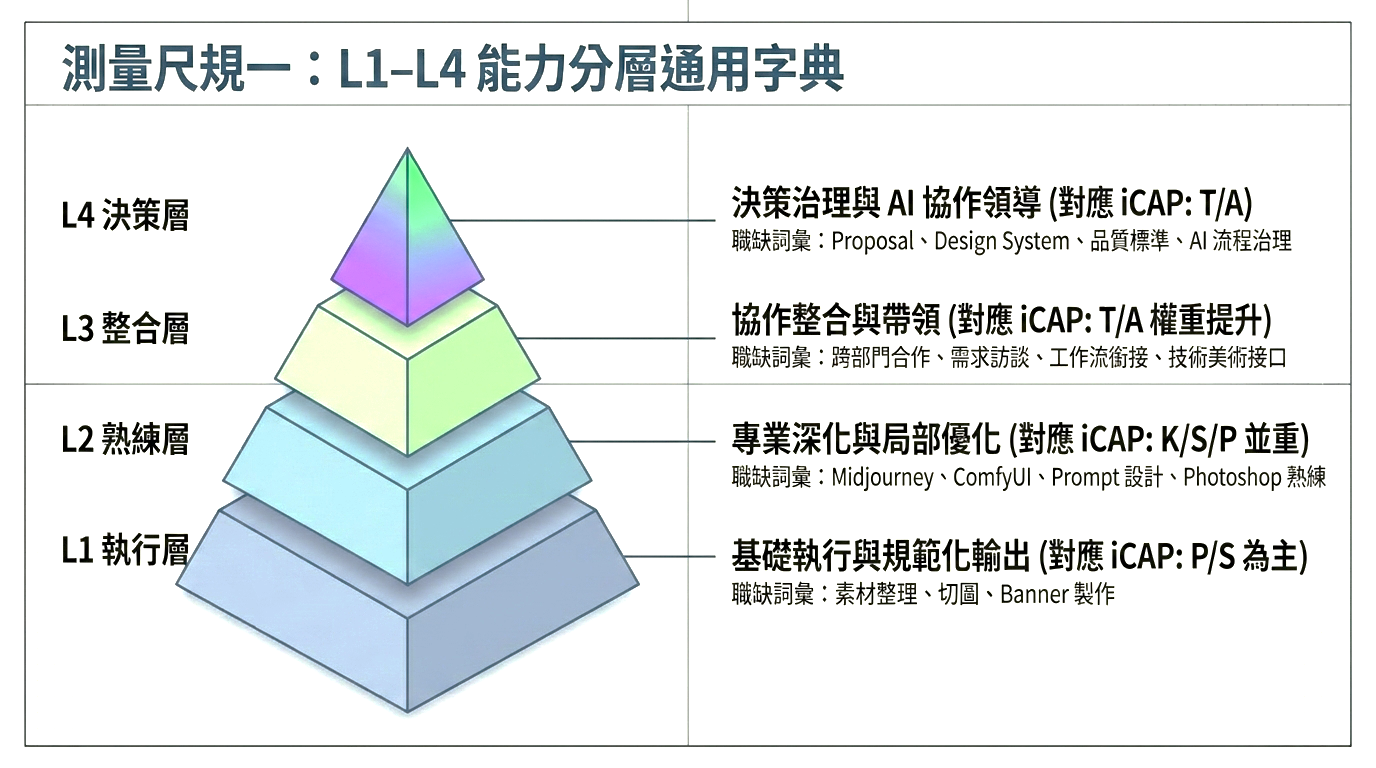 測量尺規一：L1–L4 能力分層通用字典
L4 決策層
決策治理與 AI 協作領導 (對應 iCAP: T/A)
職缺詞彙：Proposal、Design System、品質標準、AI 流程治理
L3 整合層
協作整合與帶領 (對應 iCAP: T/A 權重提升)
職缺詞彙：跨部門合作、需求訪談、工作流銜接、技術美術接口
L2 熟練層
專業深化與局部優化 (對應 iCAP: K/S/P 並重)
職缺詞彙：Midjourney、ComfyUI、Prompt 設計、Photoshop 熟練
L1 執行層
基礎執行與規範化輸出 (對應 iCAP: P/S 為主)
職缺詞彙：素材整理、切圖、Banner 製作